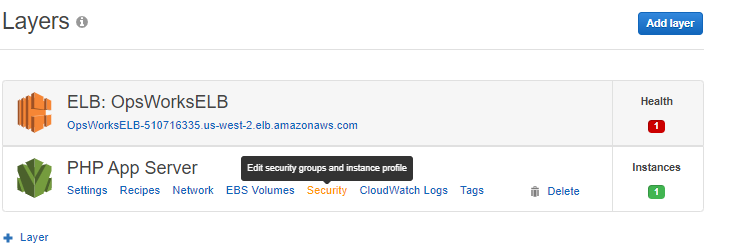 Layers
Add layer
ELB: OpsWorksELB
OpsWorksELB-510716335.us-west-2.elb.amazonaws.com
Health
1
PHP App Server
Edit security groups and instance profile
Instances
Settings Recipes Network EBS Volumes Security CloudWatch Logs Tags Delete
1
Layer